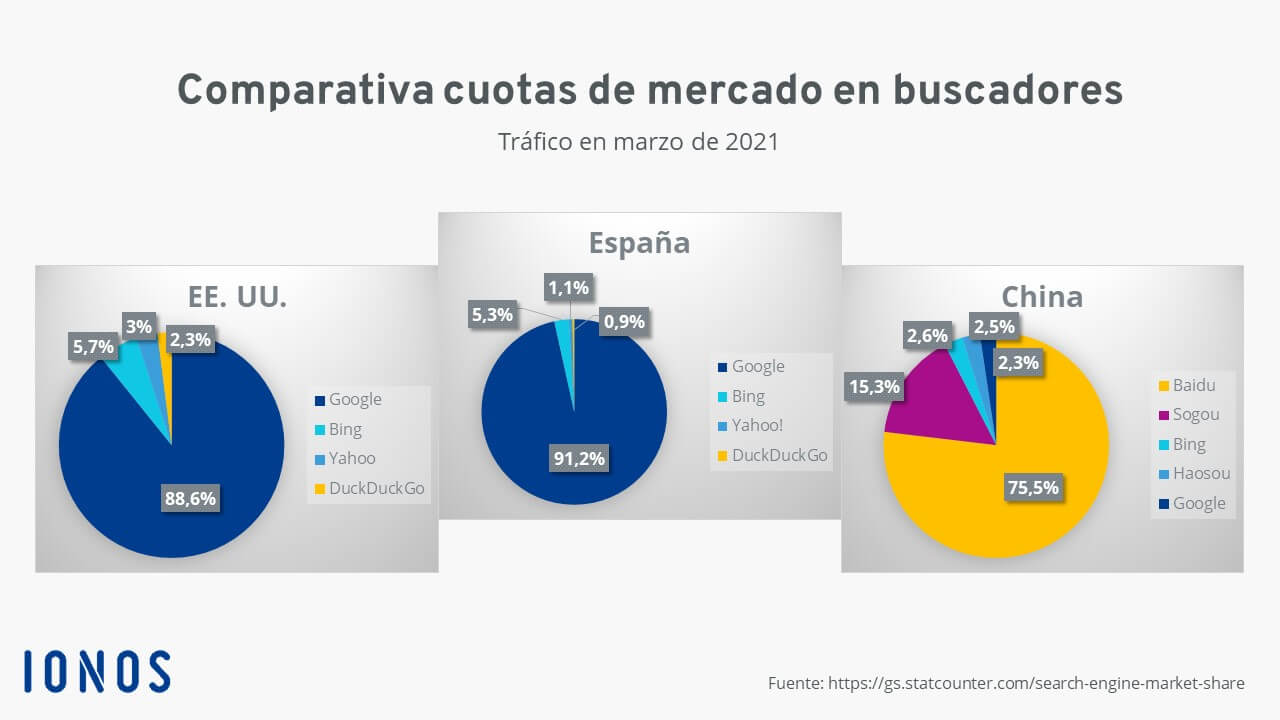 Comparativa cuotas de mercado en buscadores
Tráfico en marzo de 2021
EE. UU.
5,7%
3%
2,3%
88,6%
Google
Bing
Yahoo
DuckDuckGo
España
5,3%
1,1%
0,9%
91,2%
Google
Bing
Yahoo!
DuckDuckGo
China
15,3%
2,6%
2,5%
2,3%
75,5%
Baidu
Sogou
Bing
Haosou
Google
IONOS
Fuente: https://gs.statcounter.com/search-engine-market-share